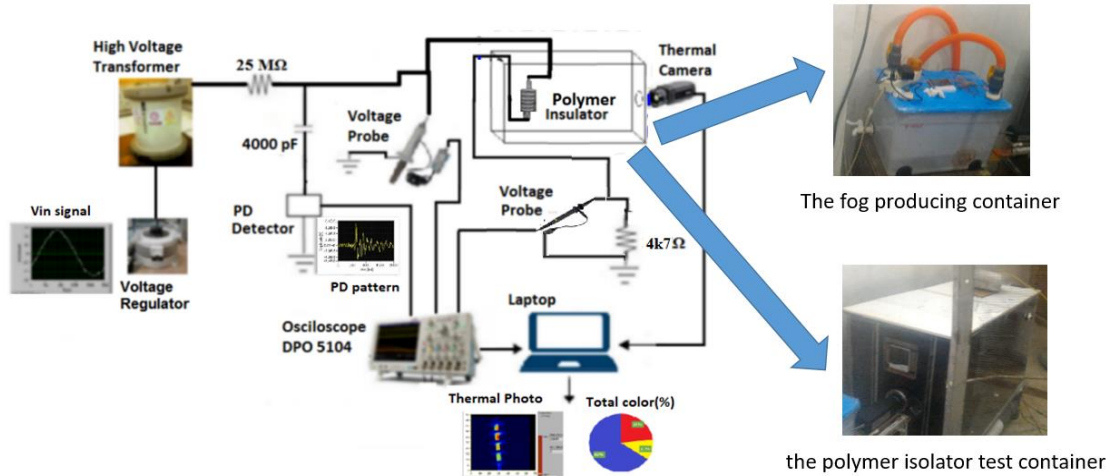 High Voltage
Transformer
25 MΩ
4000 pF
Voltage
Probe
Polymer
Insulator
Thermal
Camera
The fog producing container
Vin signal
PD
Detector
Voltage
Regulator
PD pattern
Voltage
Probe
4k7Ω
Osciloscope
DPO 5104
Laptop
Thermal Photo
Total color(%)
the polymer isolator test container